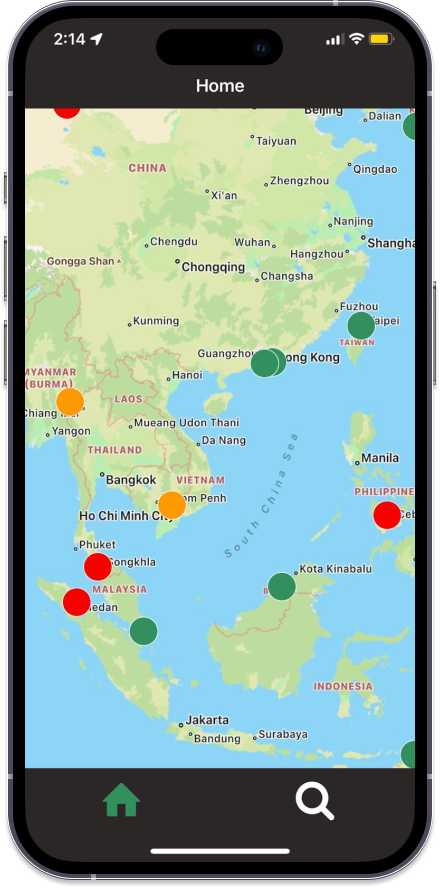 2:14
Home
Beijing
Dalian
Taiyuan
CHINA
Qingdao
Zhengzhou
Xi'an
Nanjing
Chengdu
Wuhan
Shangha
Hangzhou
Gongga Shan
Chongqing
Changsha
Fuzhou
Kunming
aipei
TAIWAN
Guangzho
ong Kong
MYANMAR
(BURMA)
Hanoi
LAOS
Chiang
Mueang Udon Thani
Yangon
Da Nang
THAILAND
Manila
Bangkok
VIETNAM
South China Sea
PHILIPPINE
om Penh
Ho Chi Minh City
Ceb
Phuket
Songkhla
Kota Kinabalu
MALAYSIA
B
edan
INDONESIA
Jakarta
Bandung
Surabaya